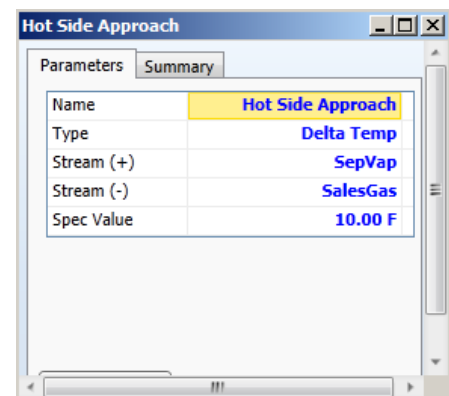 Hot Side Approach
Parameters Summary
Name Hot Side Approach
Type Delta Temp
Stream (+) SepVap
Stream (-) SalesGas
Spec Value 10.00 F